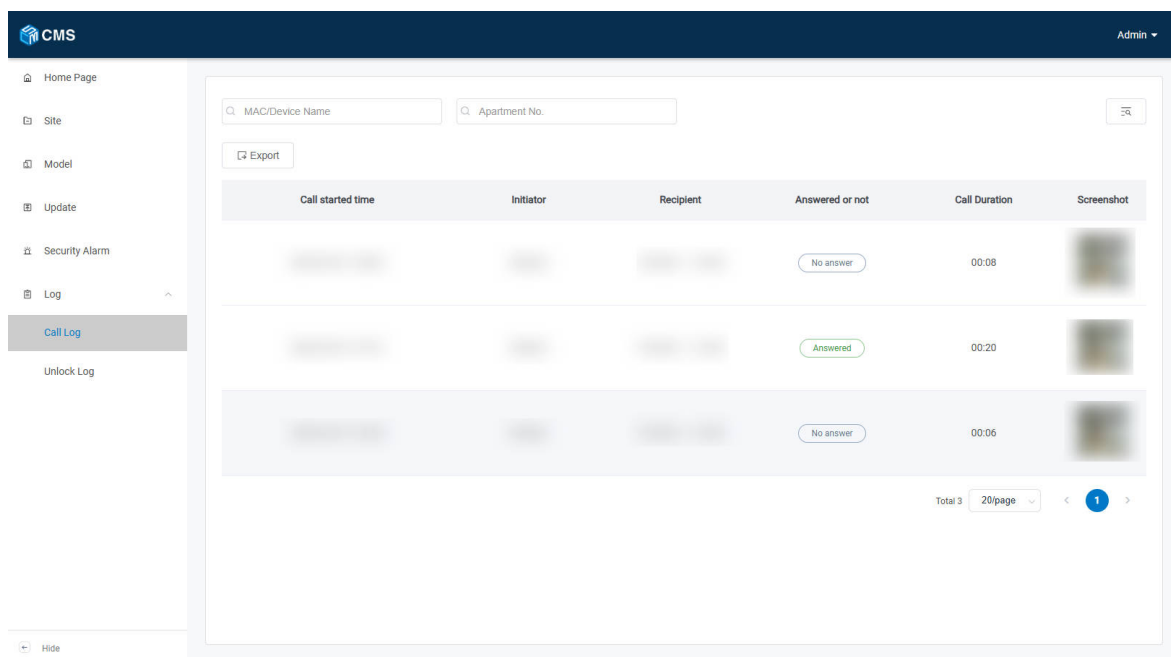 CMS
Admin
Home Page
Site
Model
Update
Security Alarm
Log
Call Log
Unlock Log
Hide
MAC/Device Name
Apartment No.
Export
Call started time Initiator Recipient Answered or not Call Duration Screenshot
No answer 00:08
Answered 00:20
No answer 00:06
Total 3 20/page < 1 >